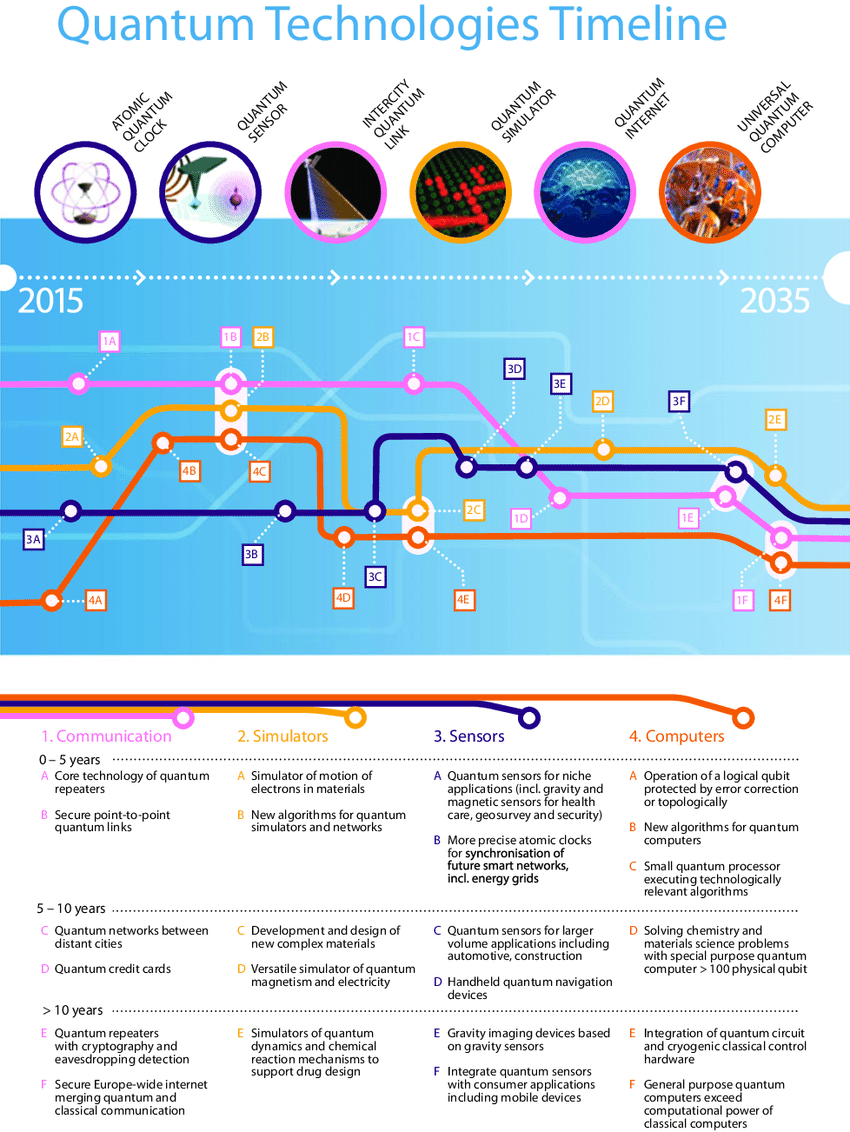 Quantum Technologies Timeline
ATOMIC
QUANTUM
CLOCK
QUANTUM
SENSOR
INTERCITY
QUANTUM
LINK
QUANTUM
SIMULATOR
QUANTUM
INTERNET
UNIVERSAL
QUANTUM
COMPUTER
2015
2035
1A
1B
2B
1C
3D
3E
2D
3F
2E
2A
4B
4C
2C
1D
1E
3A
3B
3C
4A
4D
4E
1F
4F
1. Communication
2. Simulators
3. Sensors
4. Computers
0 – 5 years
A Core technology of quantum
repeaters
B Secure point-to-point
quantum links
A Simulator of motion of
electrons in materials
B New algorithms for quantum
simulators and networks
A Quantum sensors for niche
applications (incl. gravity and
magnetic sensors for health
care, geosurvey and security)
B More precise atomic clocks
for synchronisation of
future smart networks,
incl. energy grids
A Operation of a logical qubit
protected by error correction
or topologically
B New algorithms for quantum
computers
C Small quantum processor
executing technologically
relevant algorithms
5 – 10 years
C Quantum networks between
distant cities
D Quantum credit cards
C Development and design of
new complex materials
D Versatile simulator of quantum
magnetism and electricity
C Quantum sensors for larger
volume applications including
automotive, construction
D Handheld quantum navigation
devices
D Solving chemistry and
materials science problems
with special purpose quantum
computer > 100 physical qubit
> 10 years
E Quantum repeaters
with cryptography and
eavesdropping detection
F Secure Europe-wide internet
merging quantum and
classical communication
E Simulators of quantum
dynamics and chemical
reaction mechanisms to
support drug design
E Gravity imaging devices based
on gravity sensors
F Integrate quantum sensors
with consumer applications
including mobile devices
E Integration of quantum circuit
and cryogenic classical control
hardware
F General purpose quantum
computers exceed
computational power of
classical computers